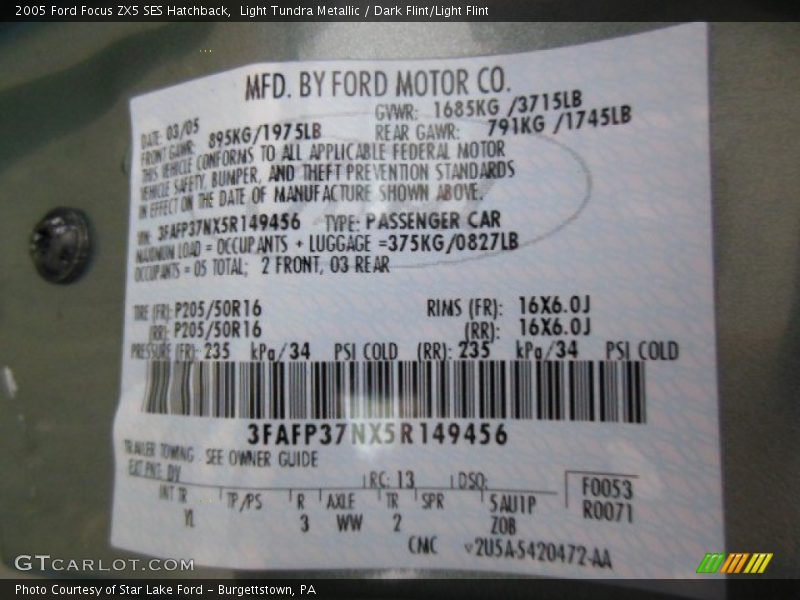 2005 Ford Focus ZX5 SES Hatchback,  Light Tundra Metallic / Dark Flint/Light Flint
MFD. BY FORD MOTOR CO.
DATE: 03/05 GVWR: 1685KG /3715LB
FRONT GAWR: 895KG/1975LB REAR GAWR: 791KG /1745LB
THIS VEHICLE CONFORMS TO ALL APPLICABLE FEDERAL MOTOR
VEHICLE SAFETY, BUMPER, AND THEFT PREVENTION STANDARDS
IN EFFECT ON THE DATE OF MANUFACTURE SHOWN ABOVE.
VIN: 3FAFP37NX5R149456 TYPE: PASSENGER CAR
MAXIMUM LOAD = OCCUPANTS + LUGGAGE =375KG/0827LB
OCCUPANTS = 05 TOTAL; 2 FRONT, 03 REAR
TIRE (FR): P205/50R16 RIMS (FR): 16X6.0J
(RR): P205/50R16 (RR): 16X6.0J
PRESSURE (FR): 235 kPa/34 PSI COLD (RR): 235 kPa/34 PSI COLD
3FAFP37NX5R149456
TRAILER TOWING SEE OWNER GUIDE
EXT PNT: DV RC: 13 DSO: F0053
INT TR TP/PS R AXLE TR SPR 5AU1P R0071
YL 3 WW 2 ZOB
CMC 2U5A-5420472-AA
GTCARLOT.COM
Photo Courtesy of Star Lake Ford - Burgettstown, PA